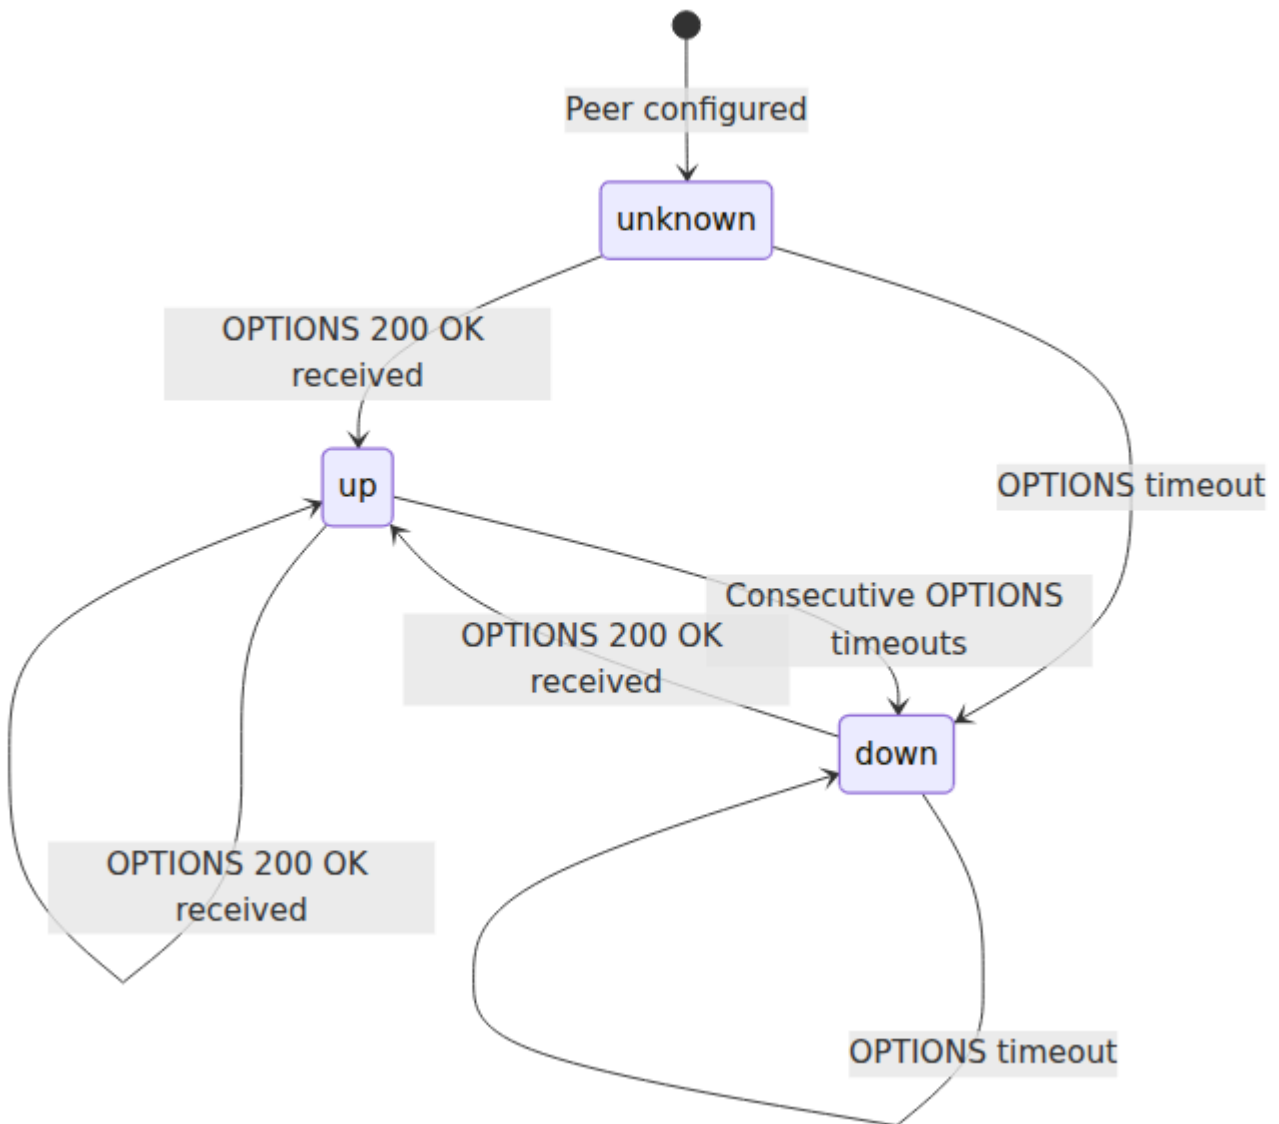 Peer configured
unknown
OPTIONS 200 OK
received
up
OPTIONS timeout
Consecutive OPTIONS
timeouts
OPTIONS 200 OK
received
down
OPTIONS 200 OK
received
OPTIONS timeout